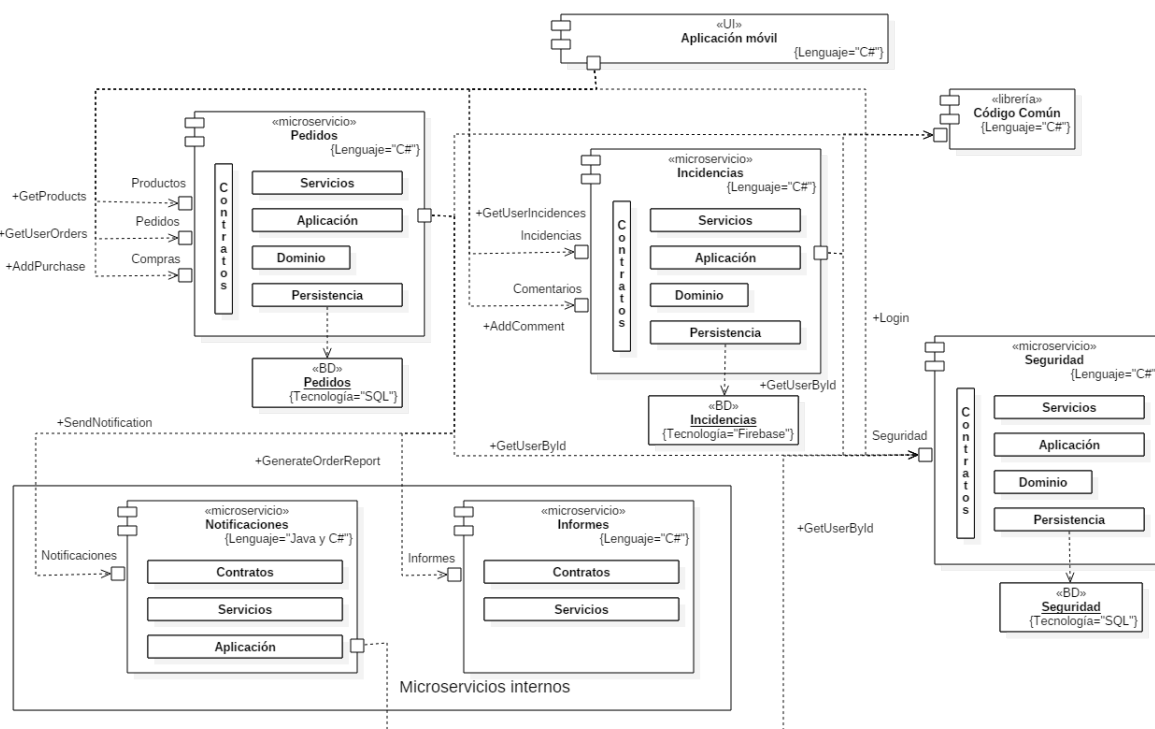 «UI»
Aplicación móvil
{Lenguaje="C#"}
«librería»
Código Común
{Lenguaje="C#"}
«microservicio»
Pedidos
{Lenguaje="C#"}
Contratos
Servicios
Aplicación
Dominio
Persistencia
Productos
+GetProducts
Pedidos
+GetUserOrders
Compras
+AddPurchase
«BD»
Pedidos
{Tecnología="SQL"}
«microservicio»
Incidencias
{Lenguaje="C#"}
Contratos
Servicios
Aplicación
Dominio
Persistencia
+GetUserIncidences
Incidencias
Comentarios
+AddComment
«BD»
Incidencias
{Tecnología="Firebase"}
+Login
+GetUserById
«microservicio»
Seguridad
{Lenguaje="C#"}
Contratos
Servicios
Aplicación
Dominio
Persistencia
Seguridad
«BD»
Seguridad
{Tecnología="SQL"}
+SendNotification
+GenerateOrderReport
+GetUserById
+GetUserById
«microservicio»
Notificaciones
{Lenguaje="Java y C#"}
Notificaciones
Contratos
Servicios
Aplicación
«microservicio»
Informes
{Lenguaje="C#"}
Informes
Contratos
Servicios
Microservicios internos